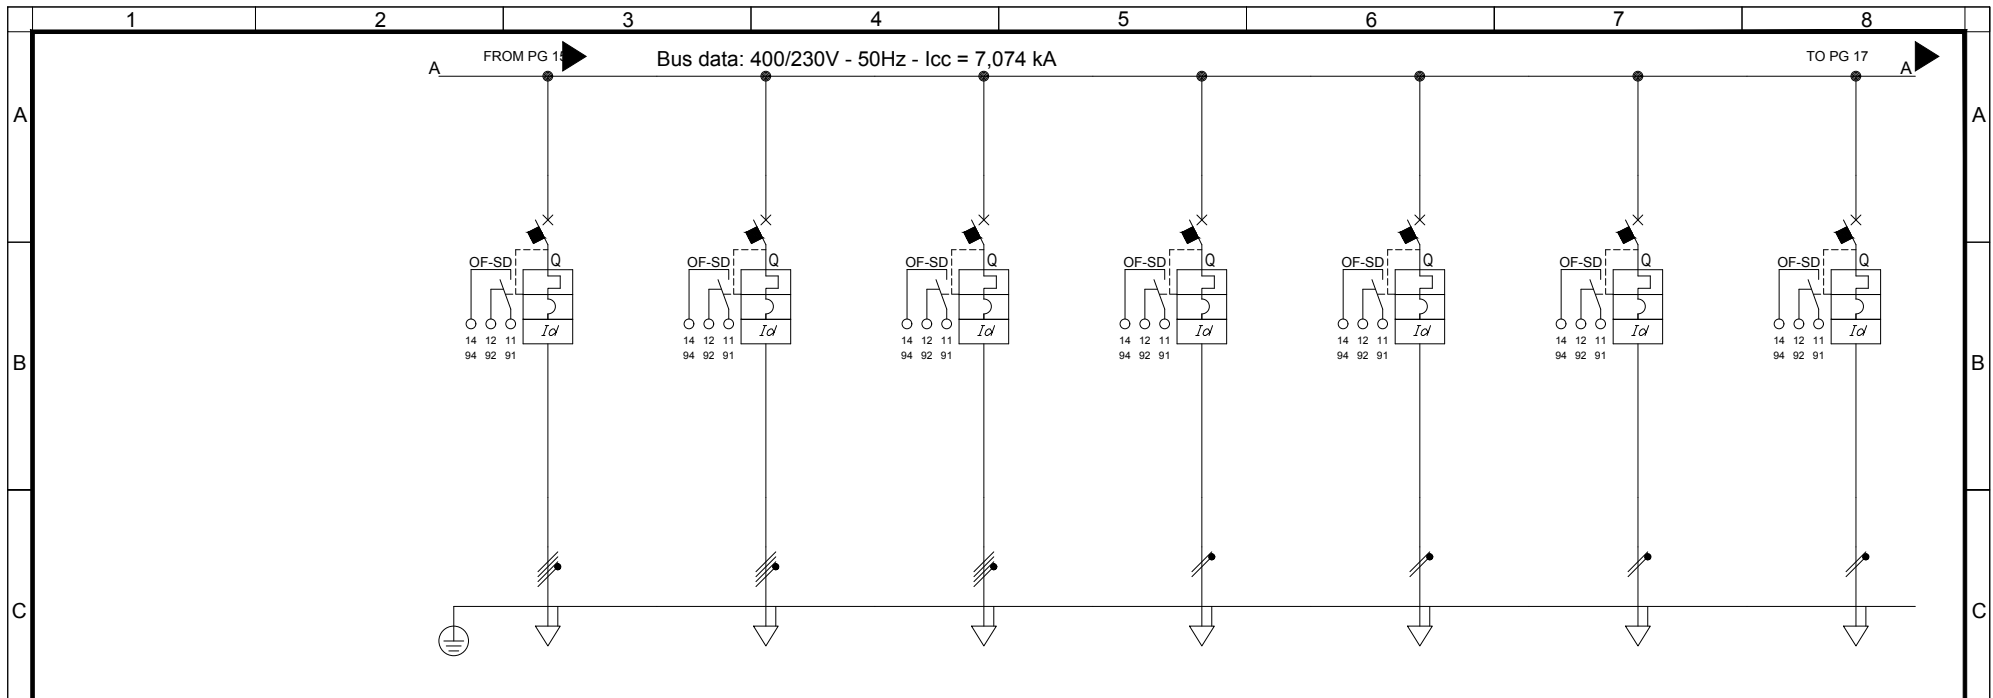 1 2 3 4 5 6 7 8
FROM PG 15 Bus data: 400/230V - 50Hz - Icc = 7,074 kA TO PG 17
A A
A A
OF-SD Q OF-SD Q OF-SD Q OF-SD Q OF-SD Q OF-SD Q OF-SD Q
Id Id Id Id Id Id Id
14 12 11 14 12 11 14 12 11 14 12 11 14 12 11 14 12 11 14 12 11
94 92 91 94 92 91 94 92 91 94 92 91 94 92 91 94 92 91 94 92 91
B B
C C